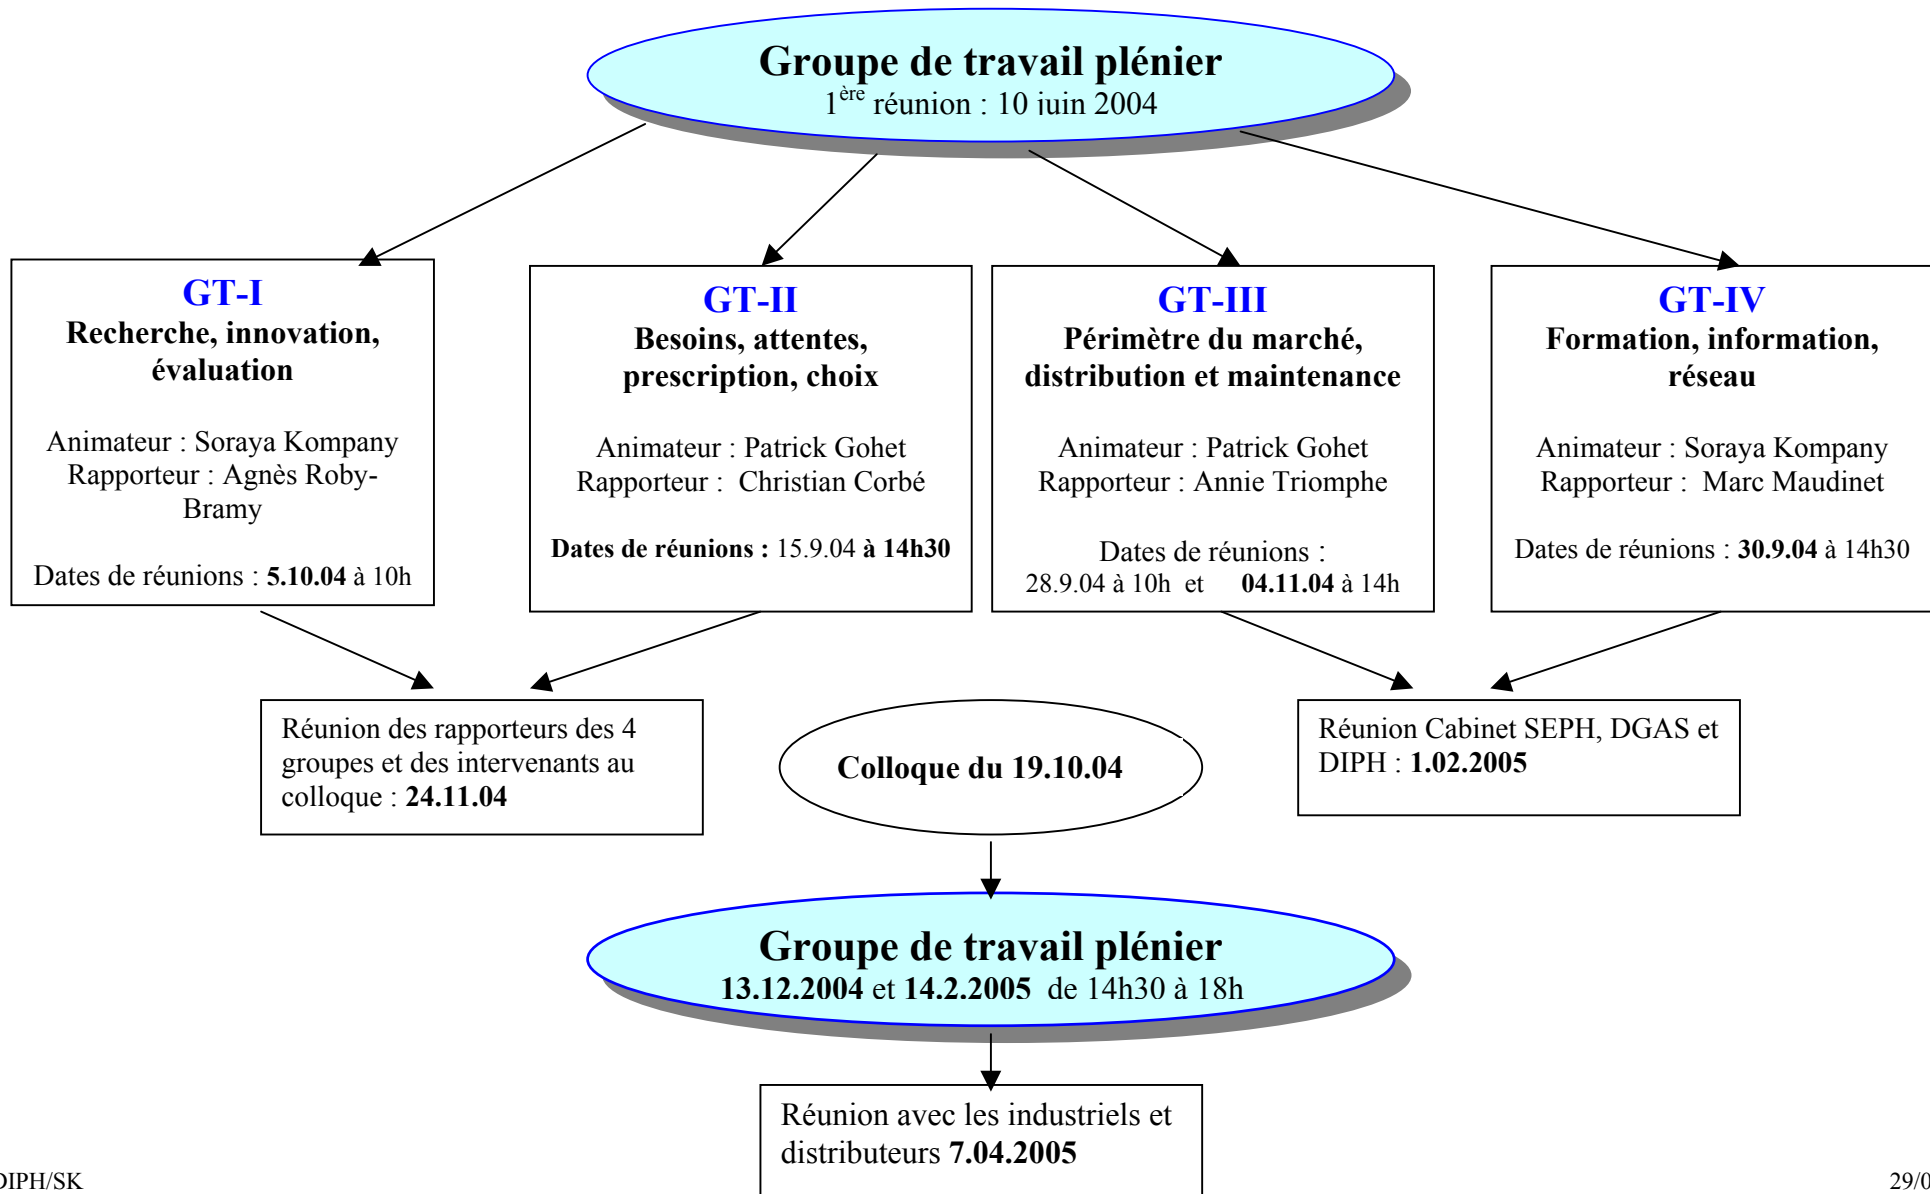 Groupe de travail plénier
1ère réunion : 10 juin 2004
GT-I
Recherche, innovation,
évaluation
Animateur : Soraya Kompany
Rapporteur : Agnès Roby-
Bramy
Dates de réunions : 5.10.04 à 10h
GT-II
Besoins, attentes,
prescription, choix
Animateur : Patrick Gohet
Rapporteur : Christian Corbé
Dates de réunions : 15.9.04 à 14h30
GT-III
Périmètre du marché,
distribution et maintenance
Animateur : Patrick Gohet
Rapporteur : Annie Triomphe
Dates de réunions :
28.9.04 à 10h et 04.11.04 à 14h
GT-IV
Formation, information,
réseau
Animateur : Soraya Kompany
Rapporteur : Marc Maudinet
Dates de réunions : 30.9.04 à 14h30
Réunion des rapporteurs des 4
groupes et des intervenants au
colloque : 24.11.04
Colloque du 19.10.04
Réunion Cabinet SEPH, DGAS et
DIPH : 1.02.2005
Groupe de travail plénier
13.12.2004 et 14.2.2005 de 14h30 à 18h
Réunion avec les industriels et
distributeurs 7.04.2005
DIPH/SK
29/0